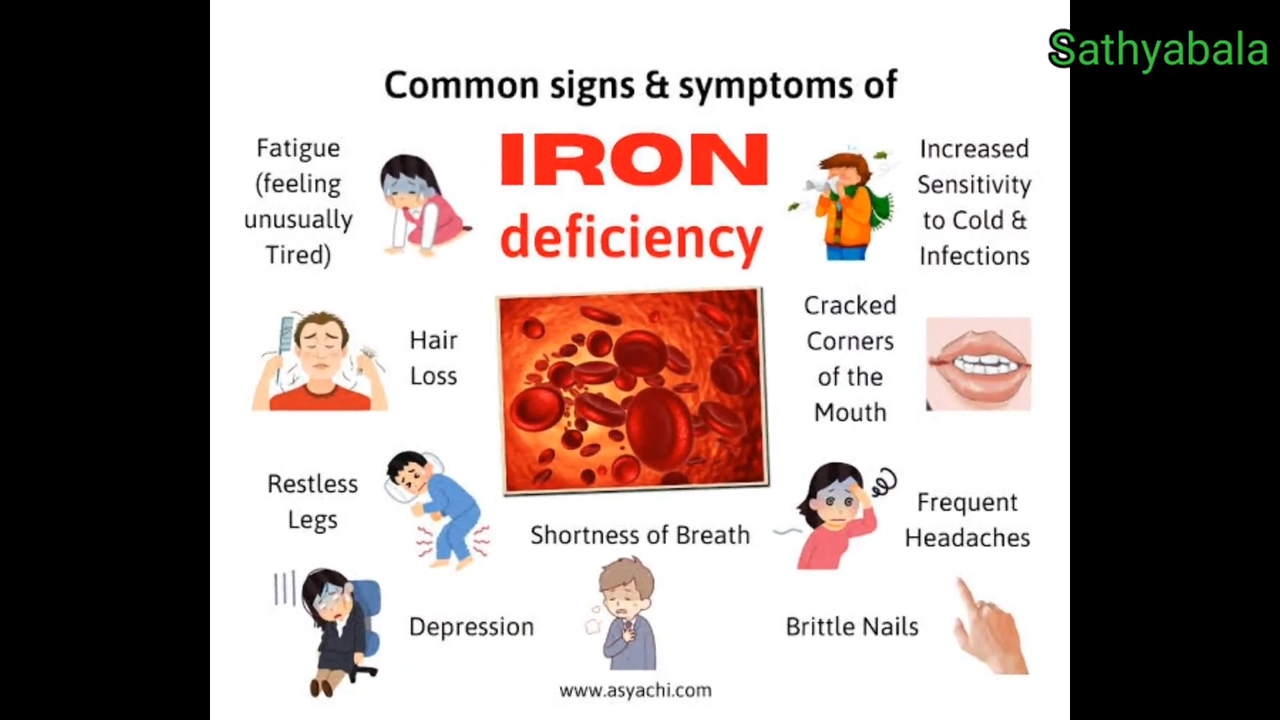 Sathyabala
Common signs & symptoms of
IRON
deficiency
Fatigue
(feeling
unusually
Tired)
Increased
Sensitivity
to Cold &
Infections
Hair
Loss
Cracked
Corners
of the
Mouth
Restless
Legs
Shortness of Breath
Frequent
Headaches
Depression
Brittle Nails
www.asyachi.com